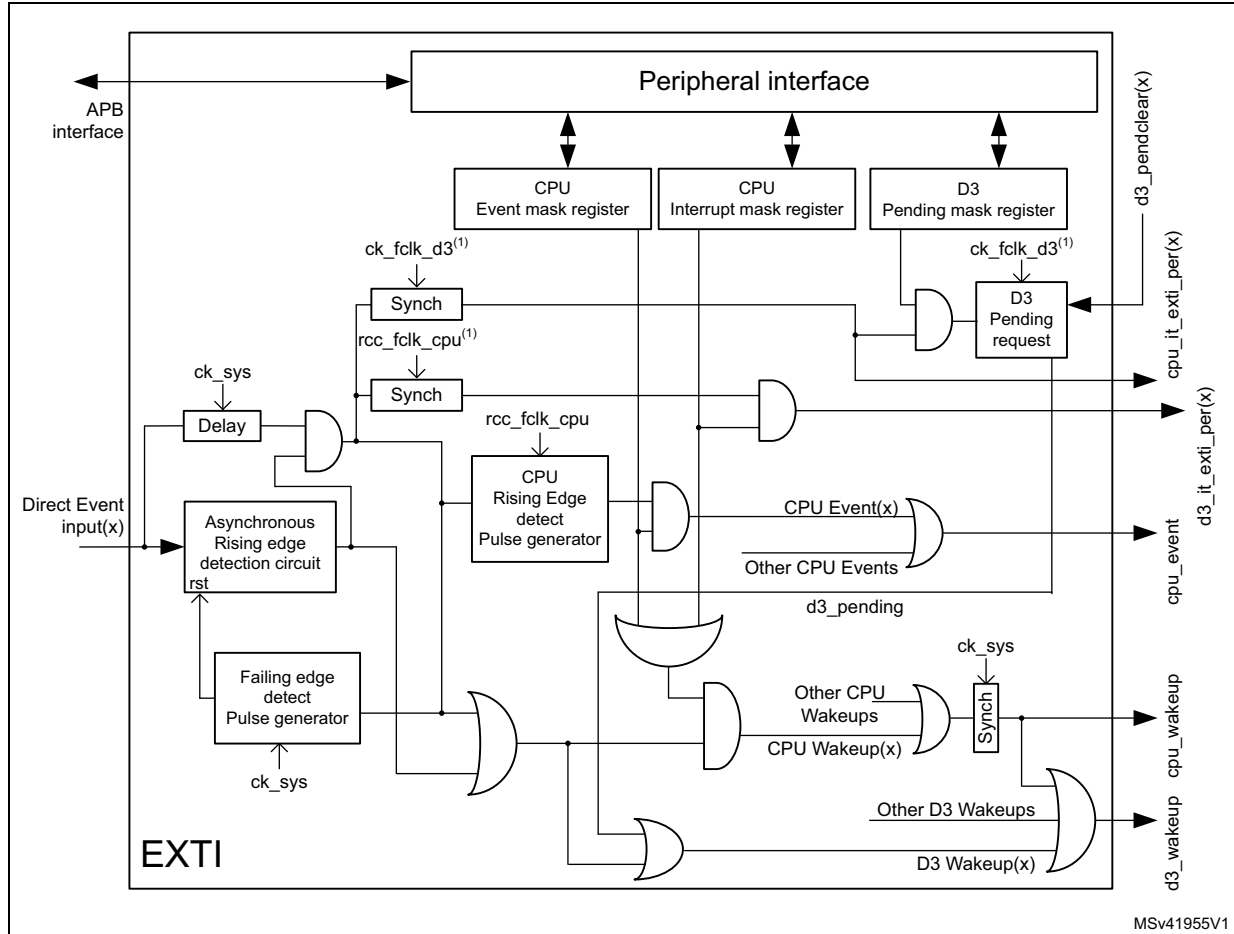 Peripheral interface
APB
interface
d3_pendclear(x)
CPU
Event mask register
CPU
Interrupt mask register
D3
Pending mask register
ck_fclk_d3(1)
ck_fclk_d3(1)
Synch
D3
Pending
request
cpu_it_exti_per(x)
rcc_fclk_cpu(1)
ck_sys
Synch
Delay
rcc_fclk_cpu
d3_it_exti_per(x)
CPU
Rising Edge
detect
Pulse generator
Direct Event
input(x)
Asynchronous
Rising edge
detection circuit
rst
CPU Event(x)
Other CPU Events
cpu_event
d3_pending
ck_sys
Failing edge
detect
Pulse generator
Other CPU
Wakeups
Synch
CPU Wakeup(x)
cpu_wakeup
ck_sys
Other D3 Wakeups
EXTI
D3 Wakeup(x)
d3_wakeup
MSv41955V1